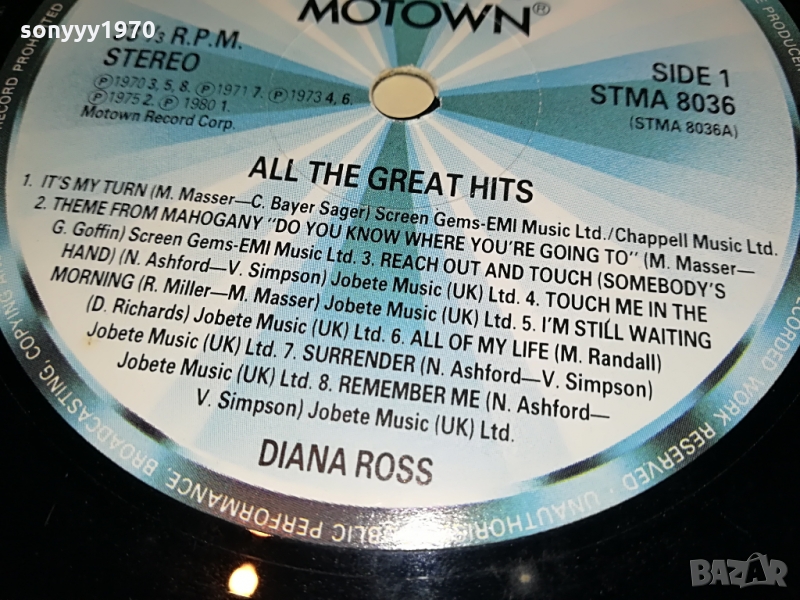 sonyyy1970
MOTOWN®
⅓ R.P.M.
STEREO
Ⓟ 1970 3, 5, 8. Ⓟ 1971 7. Ⓟ 1973 4, 6.
Ⓟ 1975 2. Ⓟ 1980 1.
Motown Record Corp.
SIDE 1
STMA 8036
(STMA 8036A)
ALL THE GREAT HITS
1. IT'S MY TURN (M. Masser—C. Bayer Sager) Screen Gems-EMI Music Ltd./Chappell Music Ltd.
2. THEME FROM MAHOGANY "DO YOU KNOW WHERE YOU'RE GOING TO" (M. Masser—
G. Goffin) Screen Gems-EMI Music Ltd. 3. REACH OUT AND TOUCH (SOMEBODY'S
HAND) (N. Ashford—V. Simpson) Jobete Music (UK) Ltd. 4. TOUCH ME IN THE
MORNING (R. Miller—M. Masser) Jobete Music (UK) Ltd. 5. I'M STILL WAITING
(D. Richards) Jobete Music (UK) Ltd. 6. ALL OF MY LIFE (M. Randall)
Jobete Music (UK) Ltd. 7. SURRENDER (N. Ashford—V. Simpson)
Jobete Music (UK) Ltd. 8. REMEMBER ME (N. Ashford—
V. Simpson) Jobete Music (UK) Ltd.
DIANA ROSS
RECORDED WORK RESERVED · UNAUTHORIS
PUBLIC PERFORMANCE, BROADCASTING, COPYING
RECORD PROHIBITED
PRODUCER
BAZAR